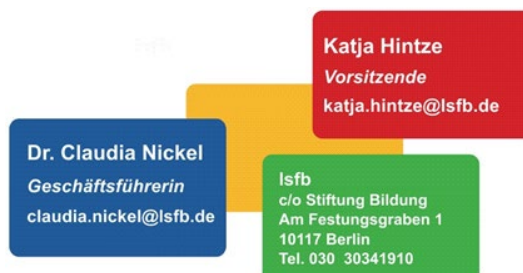 Katja Hintze
Vorsitzende
katja.hintze@lsfb.de
Dr. Claudia Nickel
Geschäftsführerin
claudia.nickel@lsfb.de
lsfb
c/o Stiftung Bildung
Am Festungsgraben 1
10117 Berlin
Tel. 030 30341910